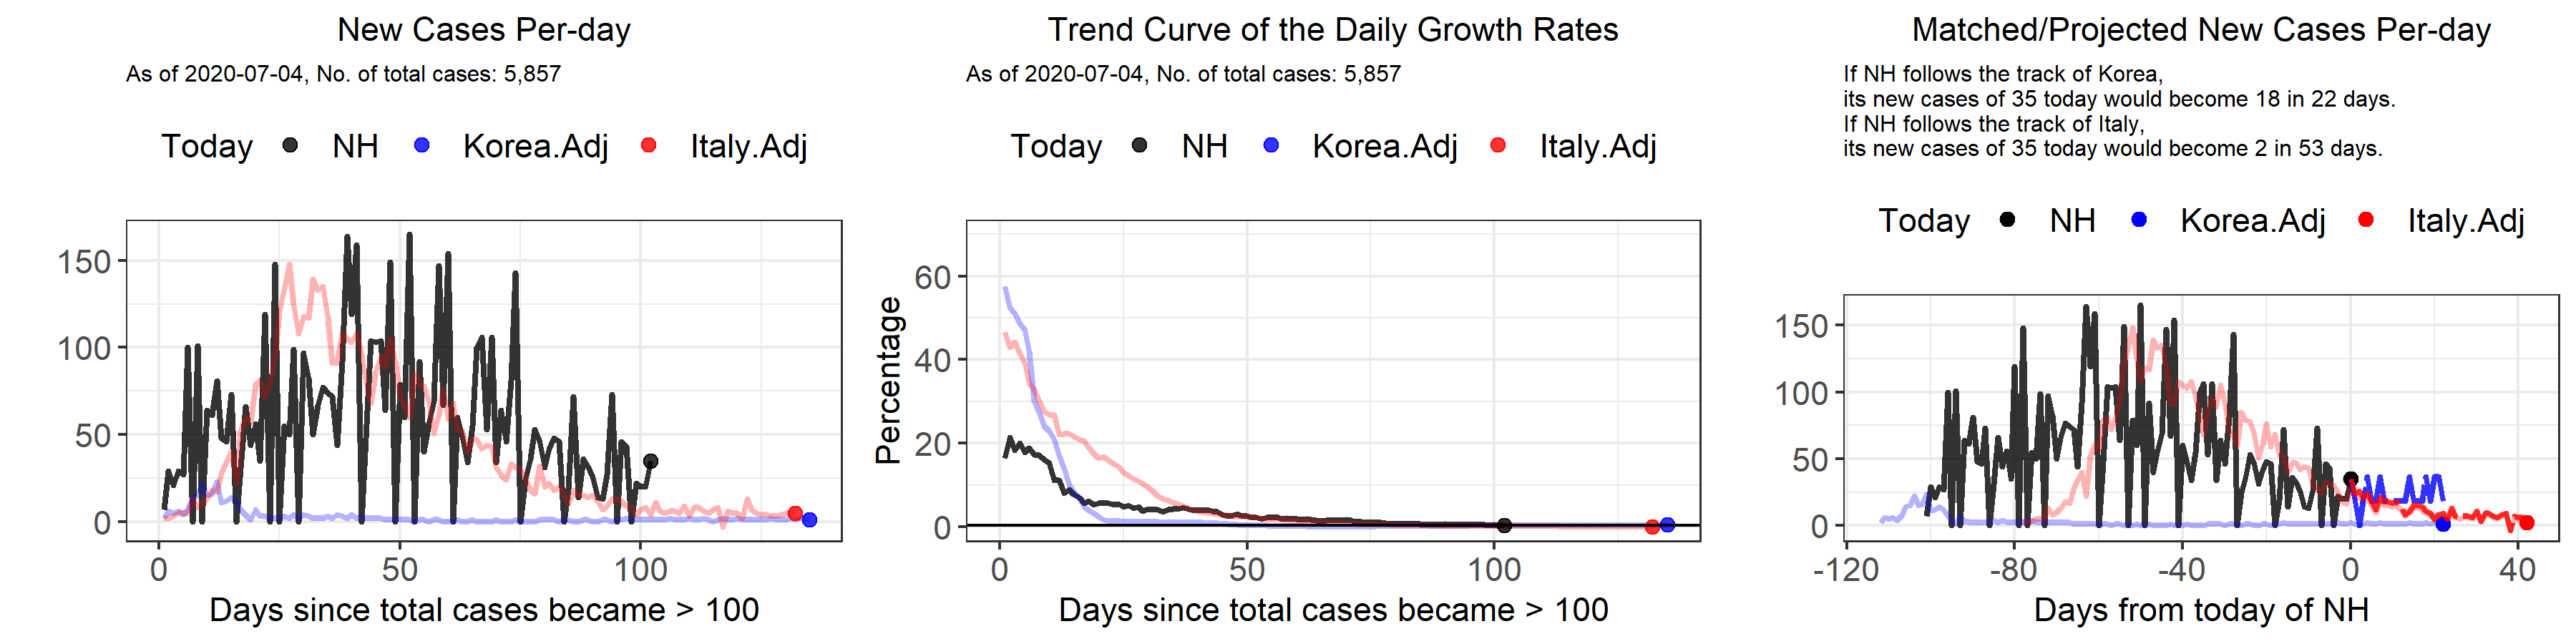 New Cases Per-day
As of 2020-07-04, No. of total cases: 5,857
Today NH Korea.Adj Italy.Adj
150
100
50
0
0 50 100
Days since total cases became > 100
Trend Curve of the Daily Growth Rates
As of 2020-07-04, No. of total cases: 5,857
Today NH Korea.Adj Italy.Adj
Percentage
60
40
20
0
0 50 100
Days since total cases became > 100
Matched/Projected New Cases Per-day
If NH follows the track of Korea,
its new cases of 35 today would become 18 in 22 days.
If NH follows the track of Italy,
its new cases of 35 today would become 2 in 53 days.
Today NH Korea.Adj Italy.Adj
150
100
50
0
-120 -80 -40 0 40
Days from today of NH